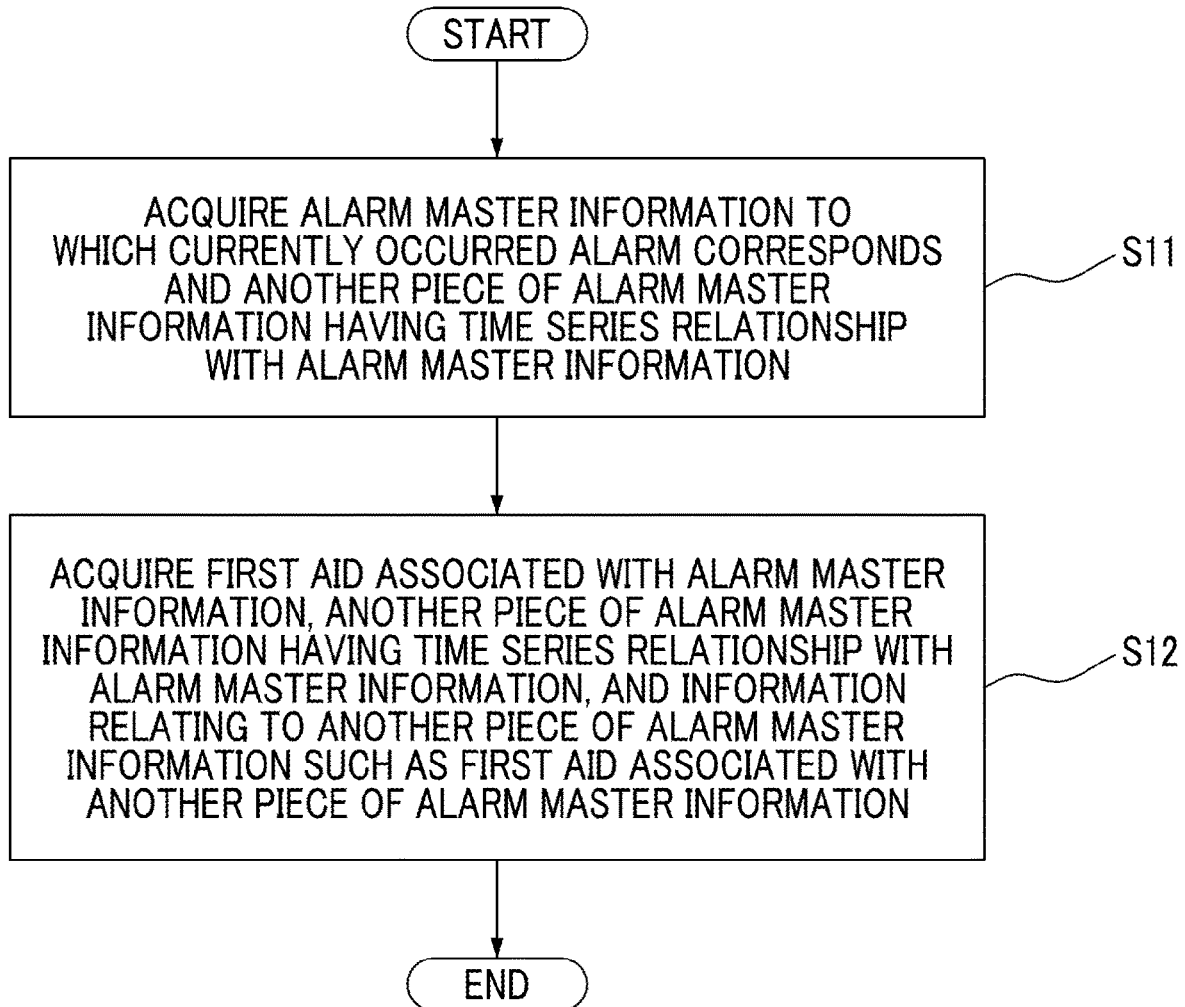 START
ACQUIRE ALARM MASTER INFORMATION TO
WHICH CURRENTLY OCCURRED ALARM CORRESPONDS
AND ANOTHER PIECE OF ALARM MASTER
INFORMATION HAVING TIME SERIES RELATIONSHIP
WITH ALARM MASTER INFORMATION
S11
ACQUIRE FIRST AID ASSOCIATED WITH ALARM MASTER
INFORMATION, ANOTHER PIECE OF ALARM MASTER
INFORMATION HAVING TIME SERIES RELATIONSHIP WITH
ALARM MASTER INFORMATION, AND INFORMATION
RELATING TO ANOTHER PIECE OF ALARM MASTER
INFORMATION SUCH AS FIRST AID ASSOCIATED WITH
ANOTHER PIECE OF ALARM MASTER INFORMATION
S12
END